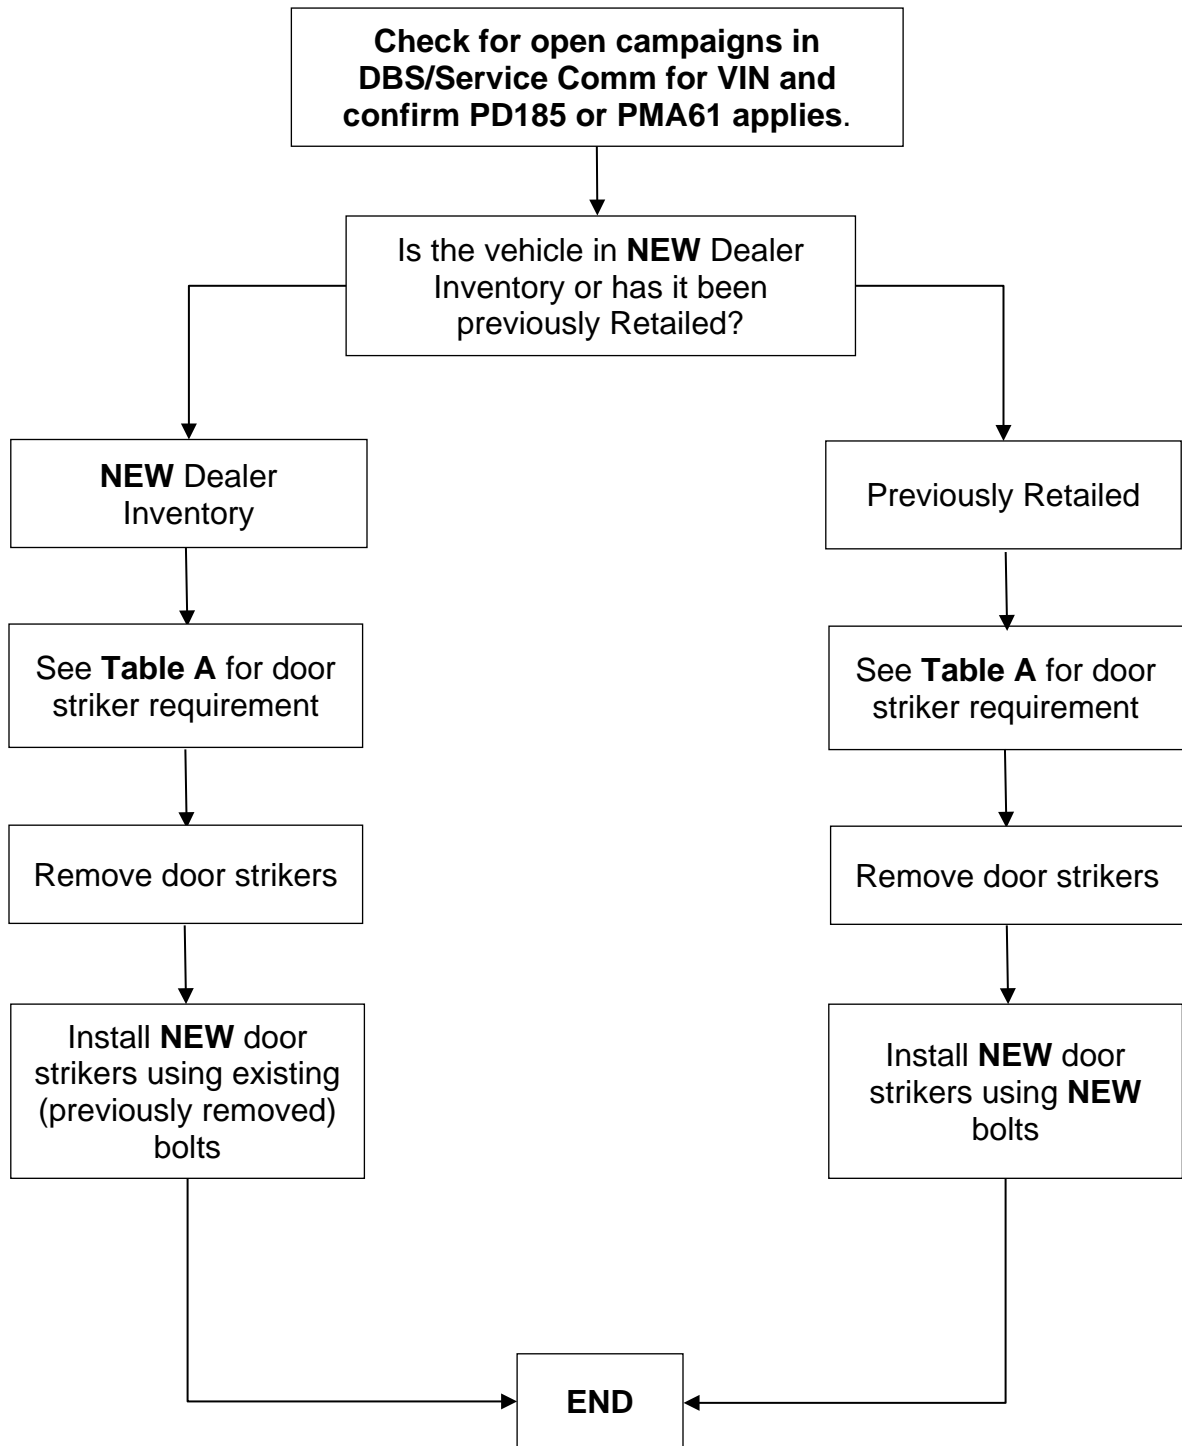 Check for open campaigns in
DBS/Service Comm for VIN and
confirm PD185 or PMA61 applies.
Is the vehicle in NEW Dealer
Inventory or has it been
previously Retailed?
NEW Dealer
Inventory
Previously Retailed
See Table A for door
striker requirement
See Table A for door
striker requirement
Remove door strikers
Remove door strikers
Install NEW door
strikers using existing
(previously removed)
bolts
Install NEW door
strikers using NEW
bolts
END